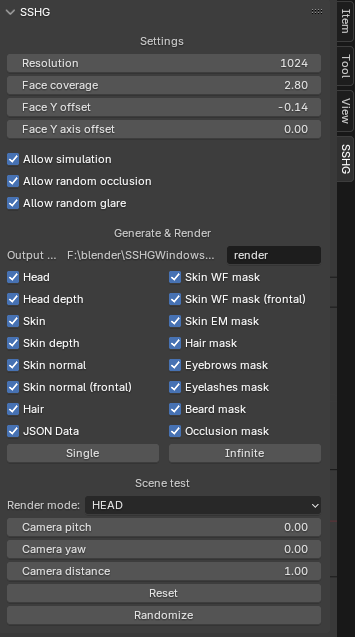 SSHG
Settings
Resolution 1024
Face coverage 2.80
Face Y offset -0.14
Face Y axis offset 0.00
Allow simulation
Allow random occlusion
Allow random glare
Generate & Render
Output ... F:\blender\SSHGWindows... render
Head Skin WF mask
Head depth Skin WF mask (frontal)
Skin Skin EM mask
Skin depth Hair mask
Skin normal Eyebrows mask
Skin normal (frontal) Eyelashes mask
Hair Beard mask
JSON Data Occlusion mask
Single Infinite
Scene test
Render mode: HEAD
Camera pitch 0.00
Camera yaw 0.00
Camera distance 1.00
Reset
Randomize
Item
Tool
View
SSHG